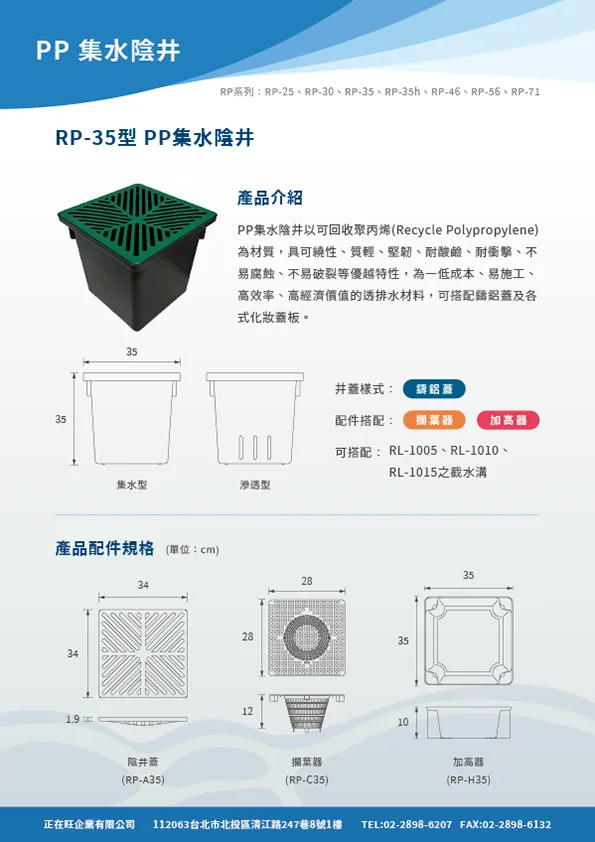 PP 集水陰井
RP系列：RP-25、RP-30、RP-35、RP-35h、RP-46、RP-56、RP-71
RP-35型 PP集水陰井
產品介紹
PP集水陰井以可回收聚丙烯(Recycle Polypropylene)
為材質，具可繞性、質輕、堅韌、耐酸鹼、耐衝擊、不
易腐蝕、不易破裂等優越特性，為一低成本、易施工、
高效率、高經濟價值的透排水材料，可搭配鑄鋁蓋及各
式化妝蓋板。
35
35
集水型
滲透型
井蓋樣式： 鑄鋁蓋
配件搭配： 攔葉器 加高器
可搭配： RL-1005、RL-1010、
RL-1015之截水溝
產品配件規格 (單位：cm)
34
34
1.9
陰井蓋
(RP-A35)
28
28
12
攔葉器
(RP-C35)
35
35
10
加高器
(RP-H35)
正在旺企業有限公司 112063台北市北投區清江路247巷8號1樓 TEL:02-2898-6207 FAX:02-2898-6132